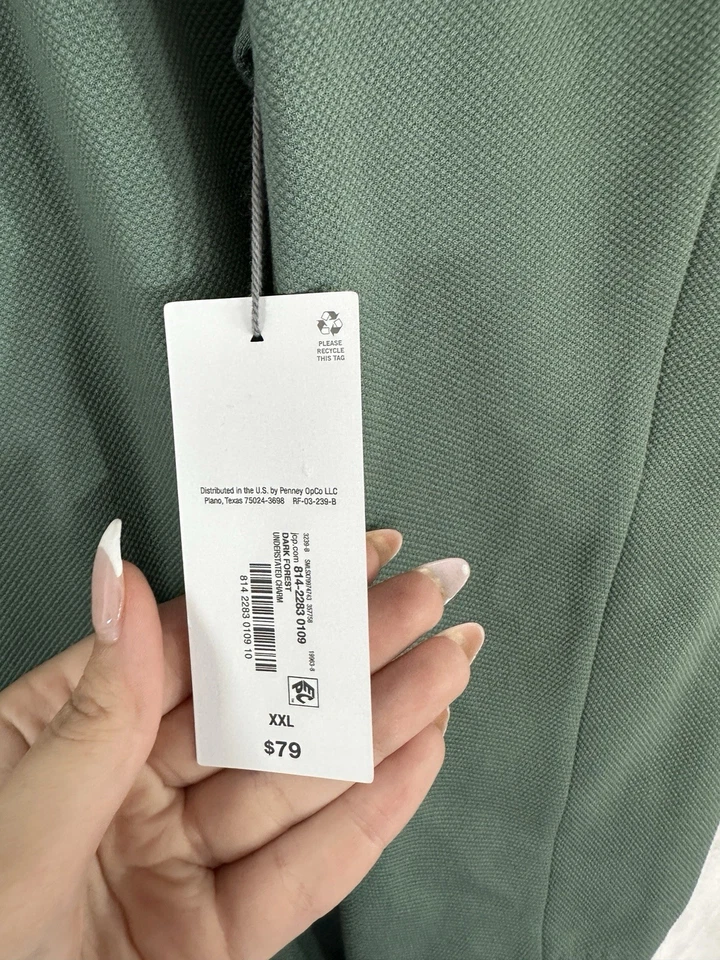 PLEASE
RECYCLE
THIS TAG
Distributed in the U.S. by Penney OpCo LLC
Plano, Texas 75024-3698 RF-03-239-B
jcp.com 814-2283 0109
DARK FOREST
UNDERSTATED CHARM
814 2283 0109 10
XXL
$79